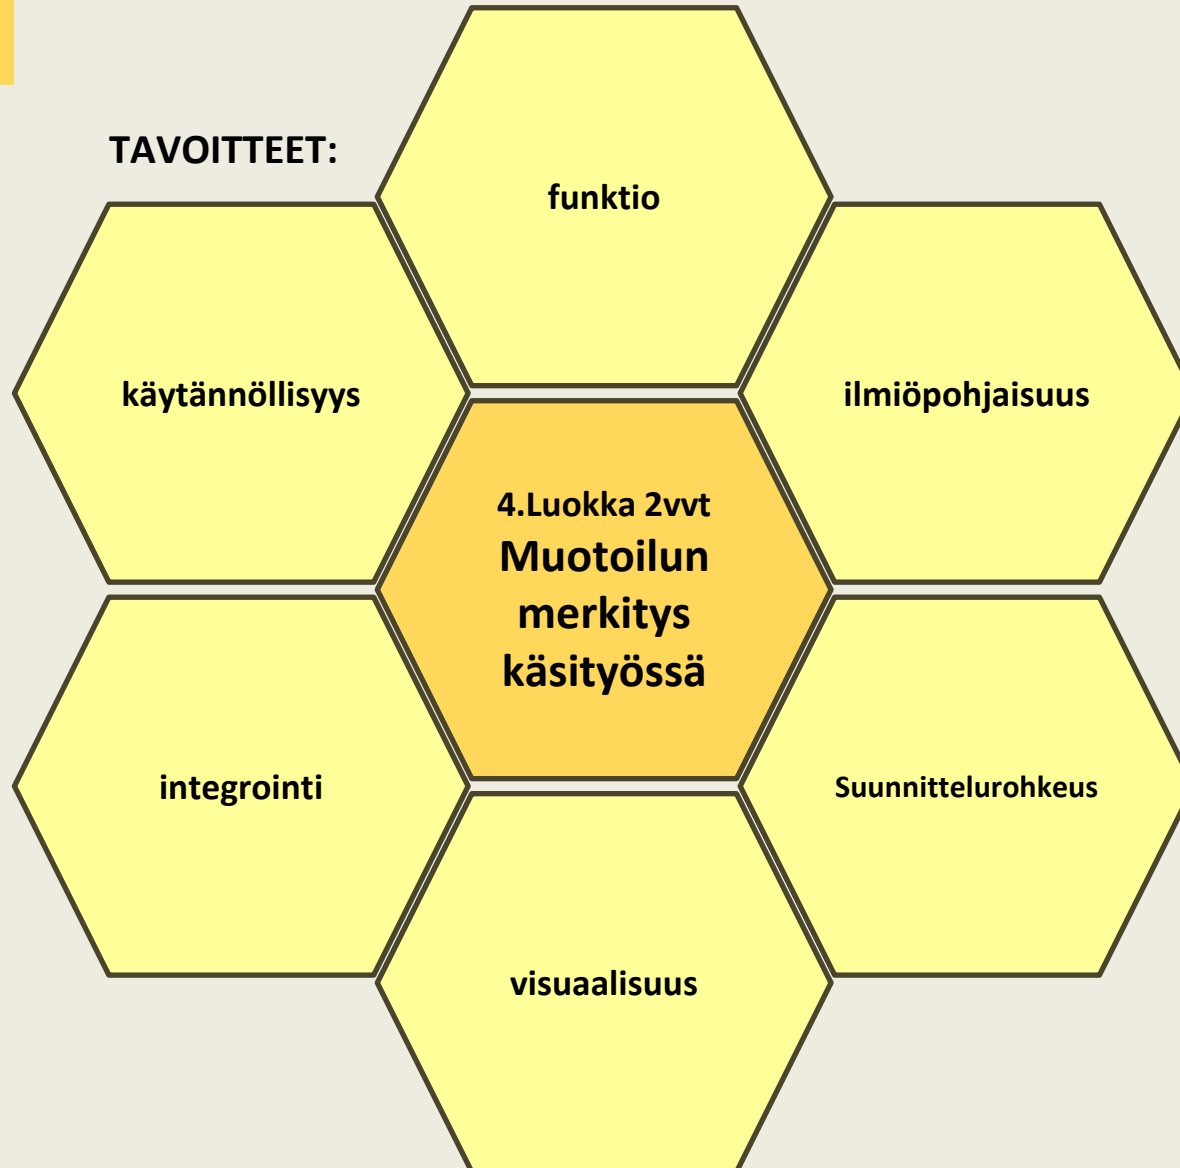 TAVOITTEET:
funktio
käytännöllisyys
ilmiöpohjaisuus
4.Luokka 2vvt
Muotoilun
merkitys
käsityössä
integrointi
Suunnittelurohkeus
visuaalisuus